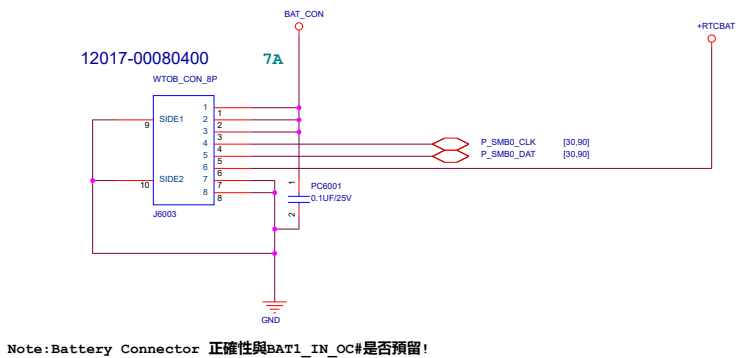 BAT_CON
+RTCBAT
12017-00080400 7A
WTOB_CON_8P
1 1
SIDE1 2 2
9 3 3
4 4 P_SMB0_CLK [30,90]
5 5 P_SMB0_DAT [30,90]
6 6
SIDE2 7 7
10 8 8
J6003
1 PC6001
0.1UF/25V
2
GND
Note:Battery Connector 正確性與BAT1_IN_OC#是否預留!